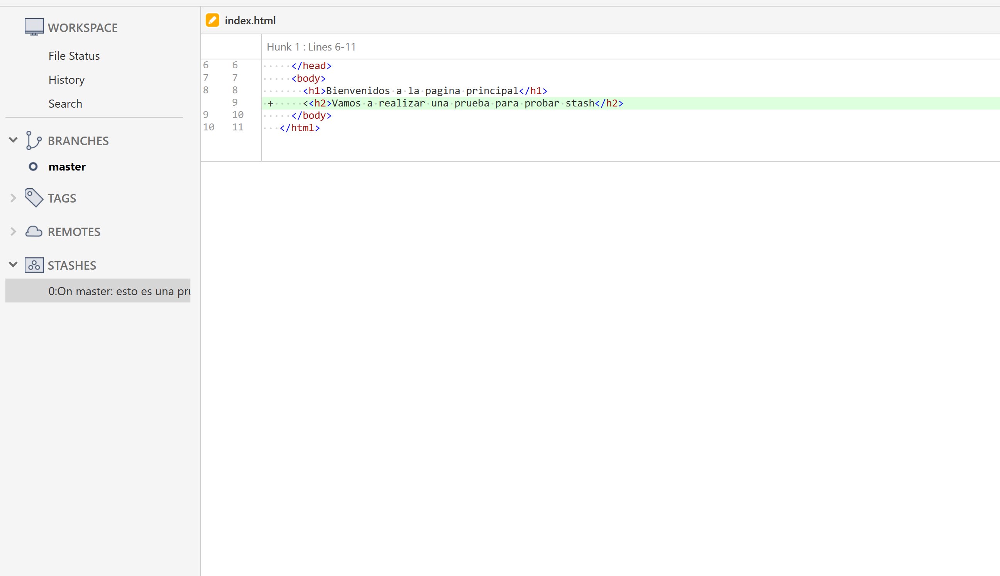 WORKSPACE
File Status
History
Search
BRANCHES
master
TAGS
REMOTES
STASHES
0:On master: esto es una
index.html
Hunk 1 : Lines 6-11
6 6 </head>
7 7 <body>
8 8 <h1>Bienvenidos a la pagina principal</h1>
9 + <<h2>Vamos a realizar una prueba para probar stash</h2>
9 10 </body>
10 11 </html>